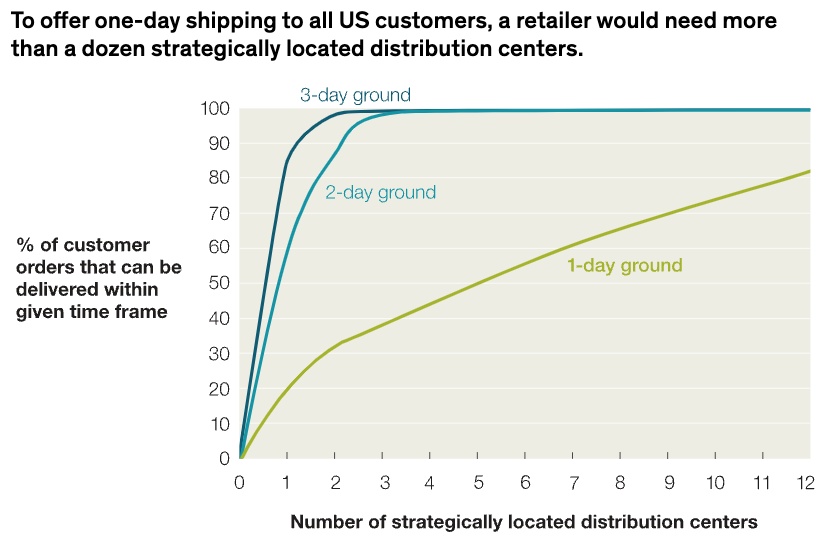 To offer one-day shipping to all US customers, a retailer would need more
than a dozen strategically located distribution centers.
3-day ground
100
90
80
2-day ground
70
% of customer
orders that can be
delivered within
given time frame
60
1-day ground
50
40
30
20
10
0
0 1 2 3 4 5 6 7 8 9 10 11 12
Number of strategically located distribution centers